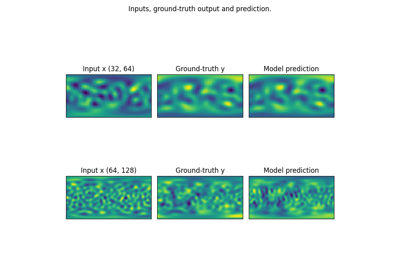 Inputs, ground-truth output and prediction.
Input x (32, 64)
Ground-truth y
Model prediction
Input x (64, 128)
Ground-truth y
Model prediction